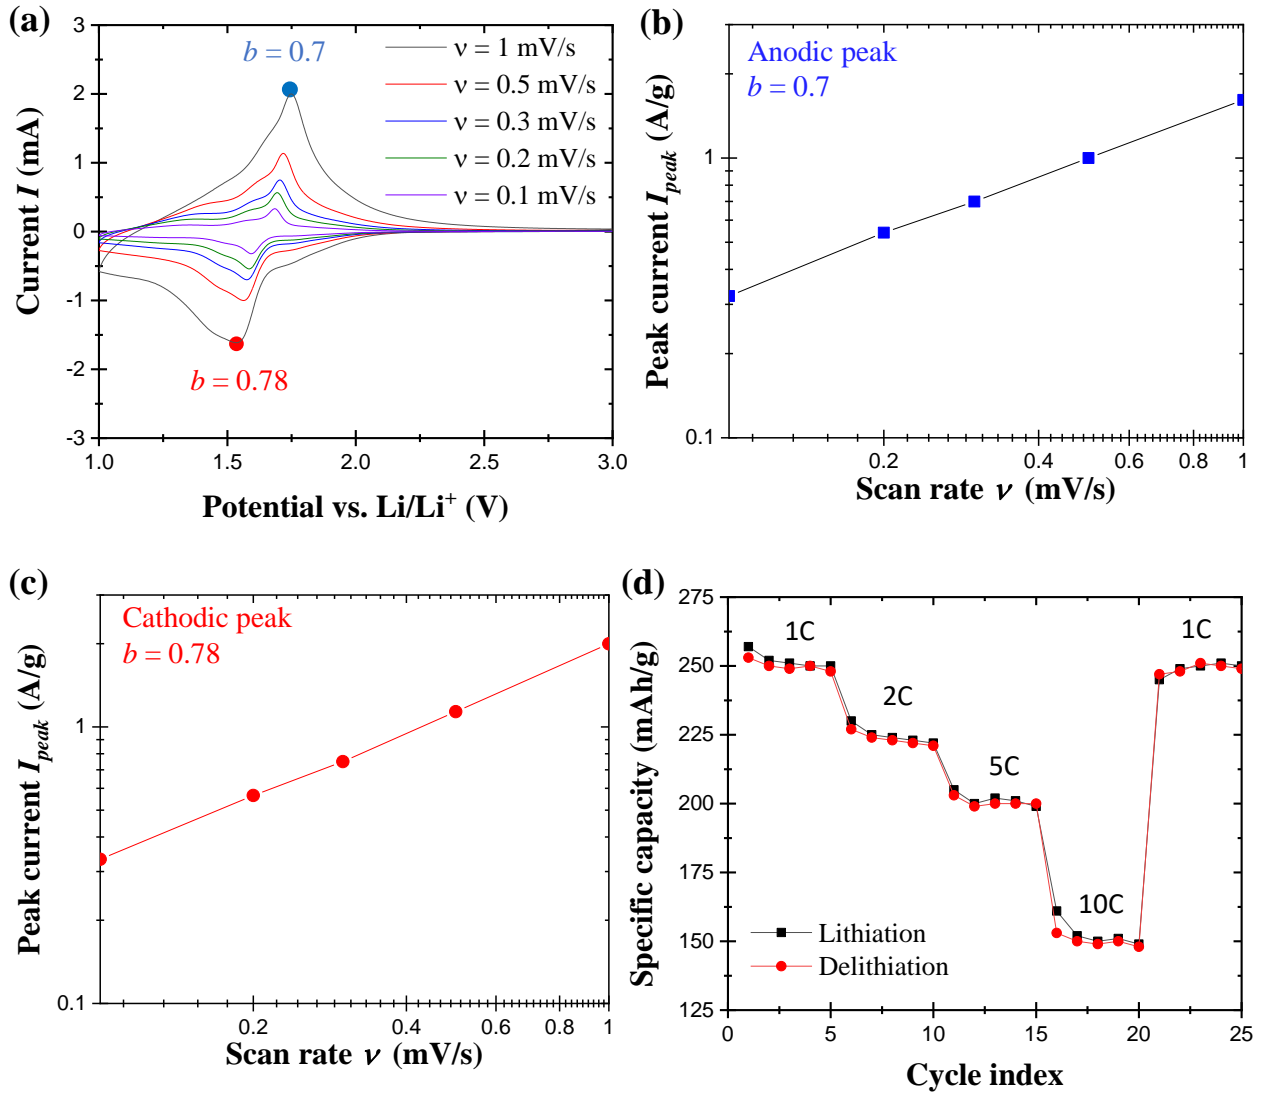 (a)
3
2
1
0
-1
-2
-3
Current I (mA)
b = 0.7
b = 0.78
ν = 1 mV/s
ν = 0.5 mV/s
ν = 0.3 mV/s
ν = 0.2 mV/s
ν = 0.1 mV/s
1.0 1.5 2.0 2.5 3.0
Potential vs. Li/Li⁺ (V)
(b)
Anodic peak
b = 0.7
1
0.1
Peak current I_peak (A/g)
0.2 0.4 0.6 0.8 1
Scan rate ν (mV/s)
(c)
Cathodic peak
b = 0.78
1
0.1
Peak current I_peak (A/g)
0.2 0.4 0.6 0.8 1
Scan rate ν (mV/s)
(d)
275
250
225
200
175
150
125
Specific capacity (mAh/g)
1C
2C
5C
10C
1C
Lithiation
Delithiation
0 5 10 15 20 25
Cycle index